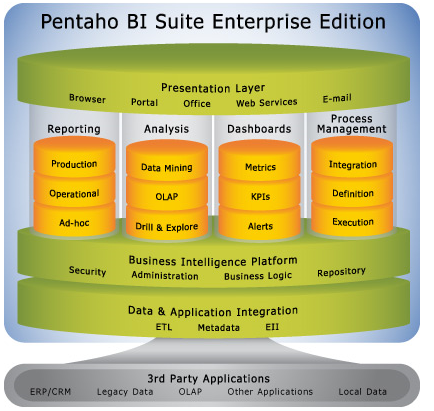 Pentaho BI Suite Enterprise Edition
Presentation Layer
Browser Portal Office Web Services E-mail
Reporting Analysis Dashboards Process Management
Production Data Mining Metrics Integration
Operational OLAP KPIs Definition
Ad-hoc Drill & Explore Alerts Execution
Business Intelligence Platform
Security Administration Business Logic Repository
Data & Application Integration
ETL Metadata EII
3rd Party Applications
ERP/CRM Legacy Data OLAP Other Applications Local Data